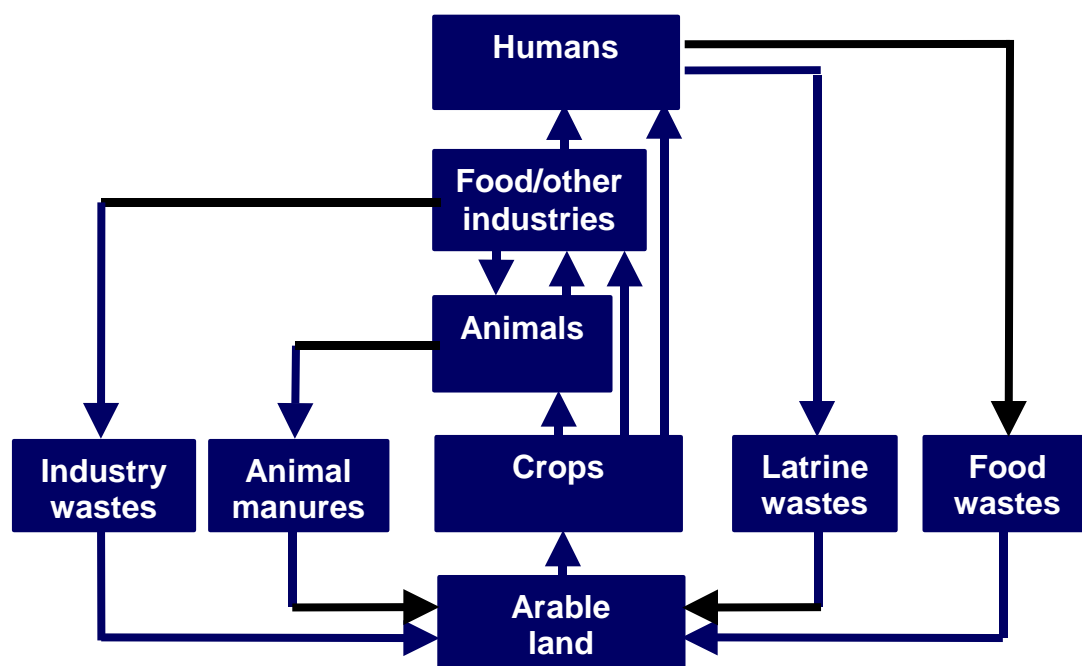 Humans
Food/other
industries
Animals
Industry
wastes
Animal
manures
Crops
Latrine
wastes
Food
wastes
Arable
land